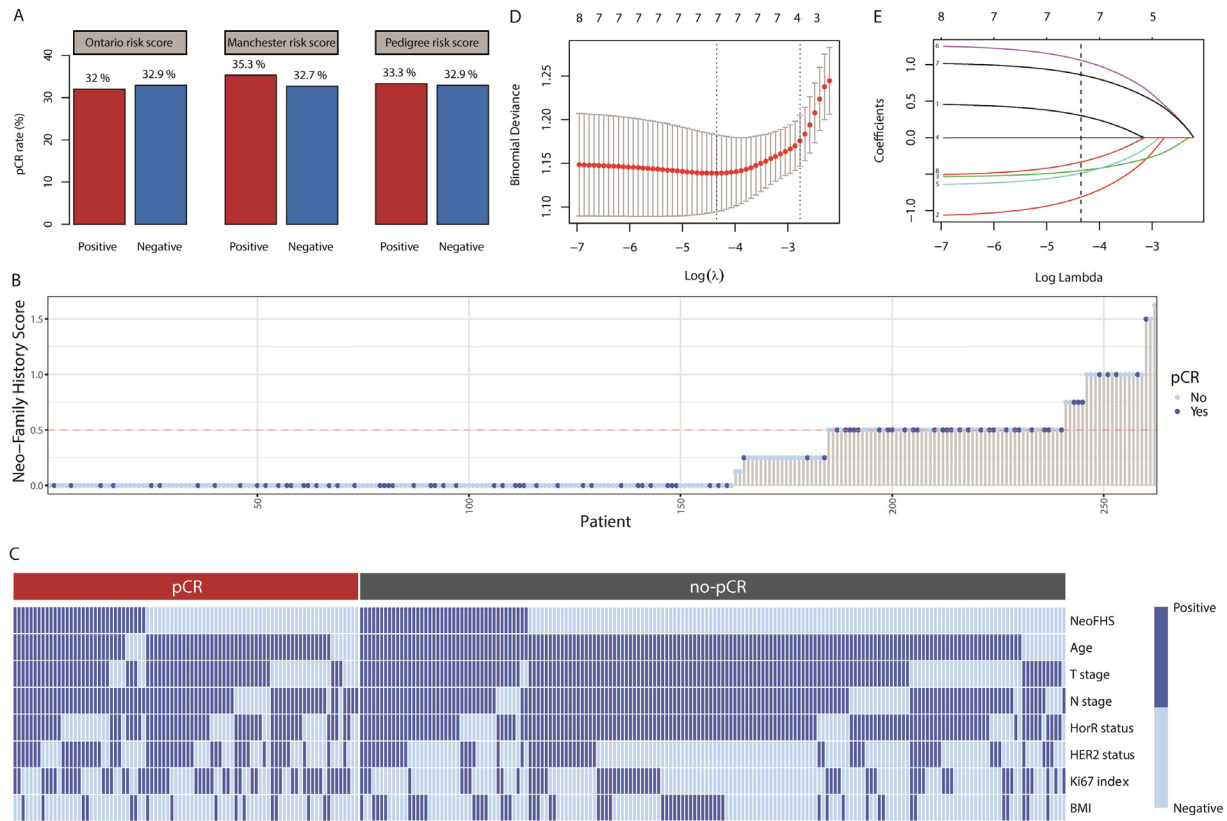 A
Ontario risk score Manchester risk score Pedigree risk score
pCR rate (%)
40
30
20
10
0
32 % 32.9 % 35.3 % 32.7 % 33.3 % 32.9 %
Positive Negative Positive Negative Positive Negative
D
8 7 7 7 7 7 7 7 4 3
Binomial Deviance
1.25
1.20
1.15
1.10
−7 −6 −5 −4 −3
Log(λ)
E
8 7 7 7 5
Coefficients
1.0
0.5
0.0
−1.0
6
7
1
4
8
3
5
2
−7 −6 −5 −4 −3
Log Lambda
B
Neo−Family History Score
1.5
1.0
0.5
0.0
50 100 150 200 250
Patient
pCR
No
Yes
C
pCR no-pCR
NeoFHS
Age
T stage
N stage
HorR status
HER2 status
Ki67 index
BMI
Positive
Negative